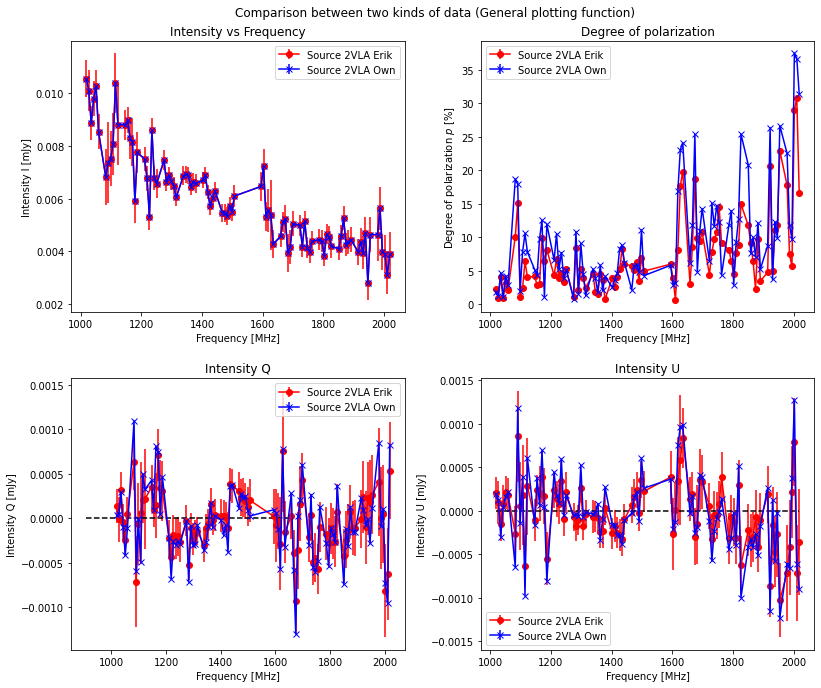 Comparison between two kinds of data (General plotting function)
Intensity vs Frequency
Source 2VLA Erik
Source 2VLA Own
Intensity I [mJy]
0.010
0.008
0.006
0.004
0.002
1000 1200 1400 1600 1800 2000
Frequency [MHz]
Degree of polarization
Source 2VLA Erik
Source 2VLA Own
Degree of polarization p [%]
35
30
25
20
15
10
5
0
1000 1200 1400 1600 1800 2000
Frequency [MHz]
Intensity Q
Source 2VLA Erik
Source 2VLA Own
Intensity Q [mJy]
0.0015
0.0010
0.0005
0.0000
−0.0005
−0.0010
1000 1200 1400 1600 1800 2000
Frequency [MHz]
Intensity U
Source 2VLA Erik
Source 2VLA Own
Intensity U [mJy]
0.0015
0.0010
0.0005
0.0000
−0.0005
−0.0010
−0.0015
1000 1200 1400 1600 1800 2000
Frequency [MHz]